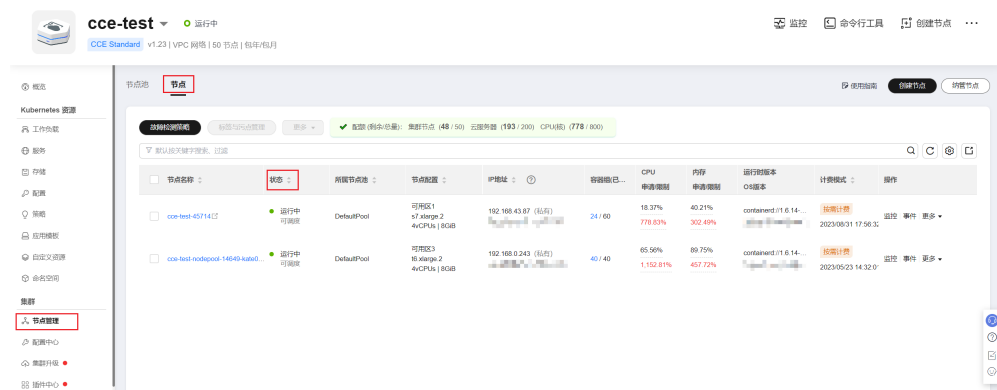 cce-test 运行中
CCE Standard v1.23 | VPC 网络 | 50 节点 | 包年/包月
监控 命令行工具 创建节点
概览
Kubernetes 资源
工作负载
服务
存储
配置
策略
应用模板
自定义资源
命名空间
集群
节点管理
配置中心
集群升级
插件中心
节点池 节点
使用指南 创建节点 纳管节点
故障检测策略 标签与污点管理 更多
配额 (剩余/总量): 集群节点 (48 / 50) 云服务器 (193 / 200) CPU(核) (778 / 800)
默认按关键字搜索、过滤
节点名称 状态 所属节点池 节点配置 IP地址 容器组(已... CPU 申请/限制 内存 申请/限制 运行时版本 OS版本 计费模式 操作
cce-test-45714 运行中 可调度 DefaultPool 可用区1 s7.xlarge.2 4vCPUs | 8GiB 192.168.43.87 (私有) 24 / 60 18.37% 778.83% 40.21% 302.49% containerd://1.6.14-... 按需计费 2023/08/31 17:56:32 监控 事件 更多
cce-test-nodepool-14649-kate0... 运行中 可调度 DefaultPool 可用区3 t6.xlarge.2 4vCPUs | 8GiB 192.168.0.243 (私有) 40 / 40 65.56% 1,152.81% 89.75% 457.72% containerd://1.6.14-... 按需计费 2023/05/23 14:32:0 监控 事件 更多